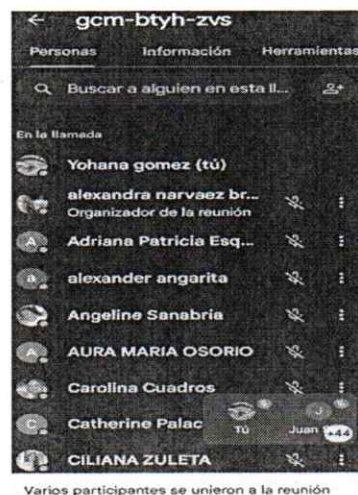 gcm-btyh-zvs
Personas Información Herramientas
Buscar a alguien en esta ll...
En la llamada
Yohana gomez (tú)
alexandra narvaez br...
Organizador de la reunión
A Adriana Patricia Esq...
a alexander angarita
Angeline Sanabria
A AURA MARIA OSORIO
Carolina Cuadros
C Catherine Palac
Tú J Juan +44
CILIANA ZULETA
Varios participantes se unieron a la reunión